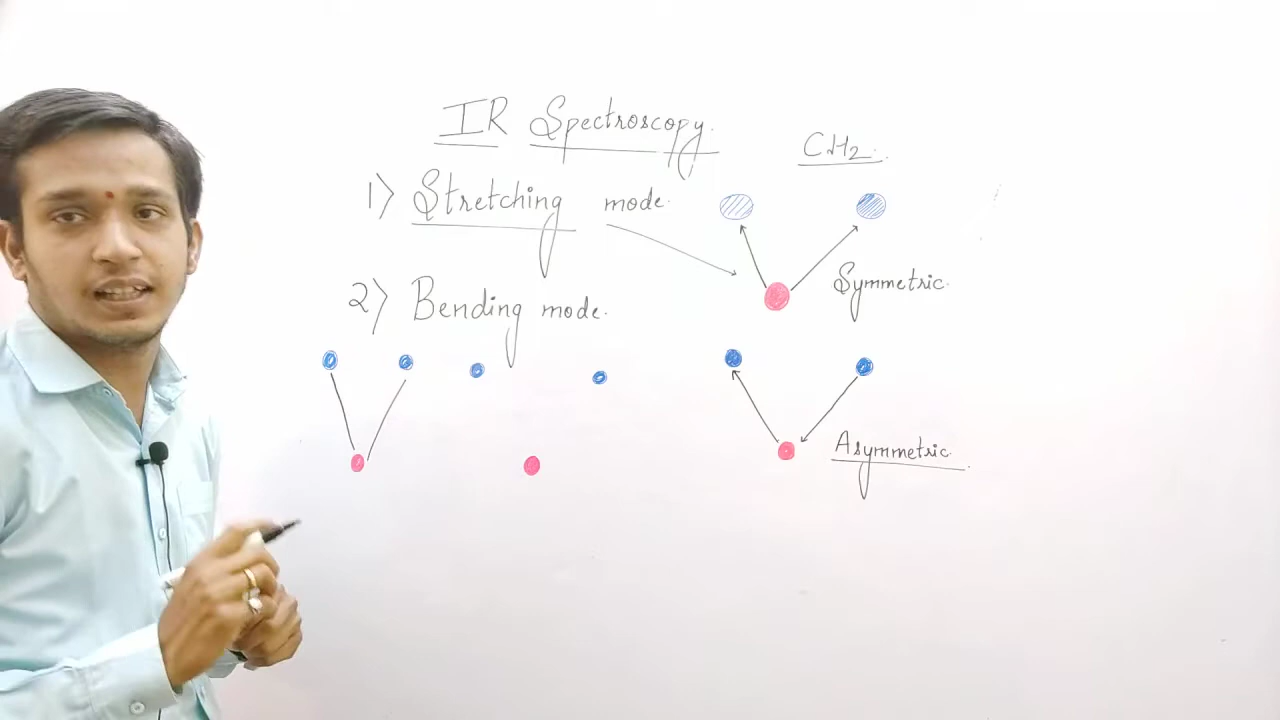 IR Spectroscopy.
CH2.
1) Stretching mode.
Symmetric.
2) Bending mode.
Asymmetric.